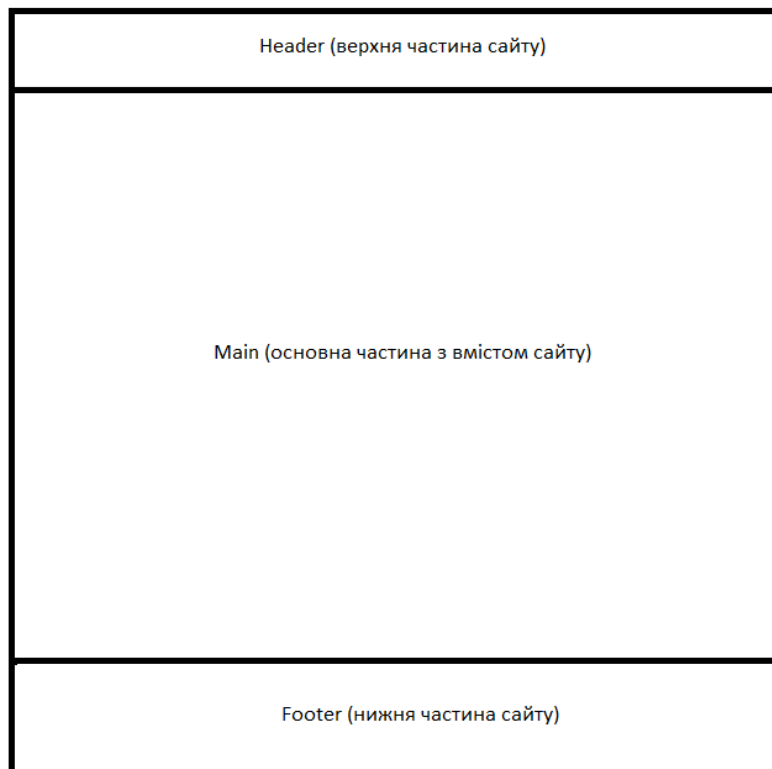 Header (верхня частина сайту)
Main (основна частина з вмістом сайту)
Footer (нижня частина сайту)